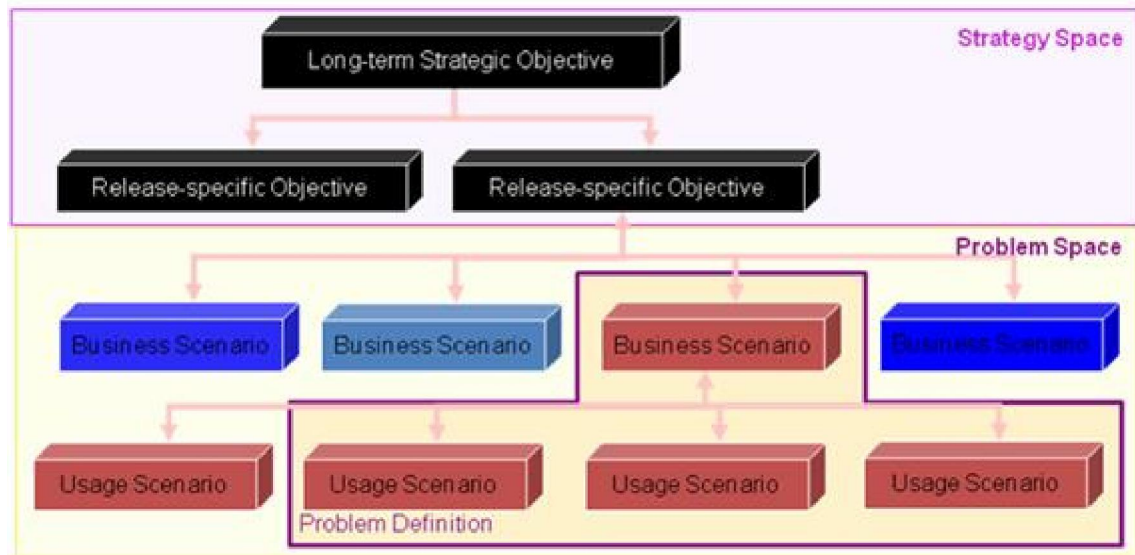 Strategy Space
Long-term Strategic Objective
Release-specific Objective
Release-specific Objective
Problem Space
Business Scenario
Business Scenario
Business Scenario
Business Scenario
Usage Scenario
Usage Scenario
Usage Scenario
Usage Scenario
Problem Definition